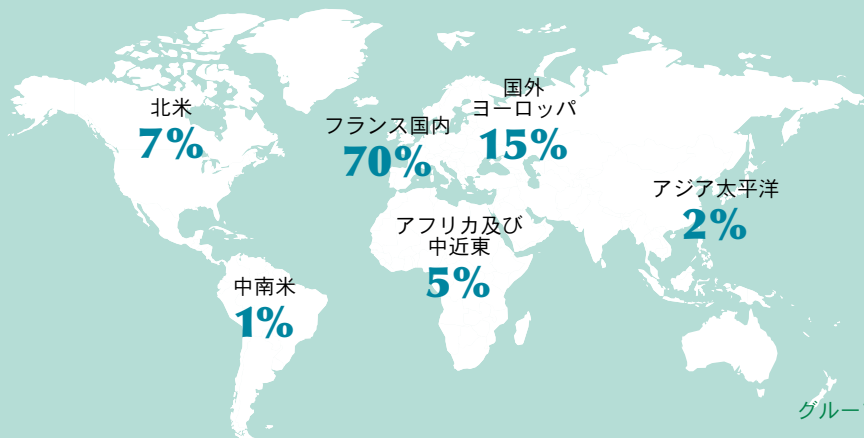 北米
7%
フランス国内
70%
国外
ヨーロッパ
15%
アジア太平洋
2%
アフリカ及び
中近東
5%
中南米
1%
グルー